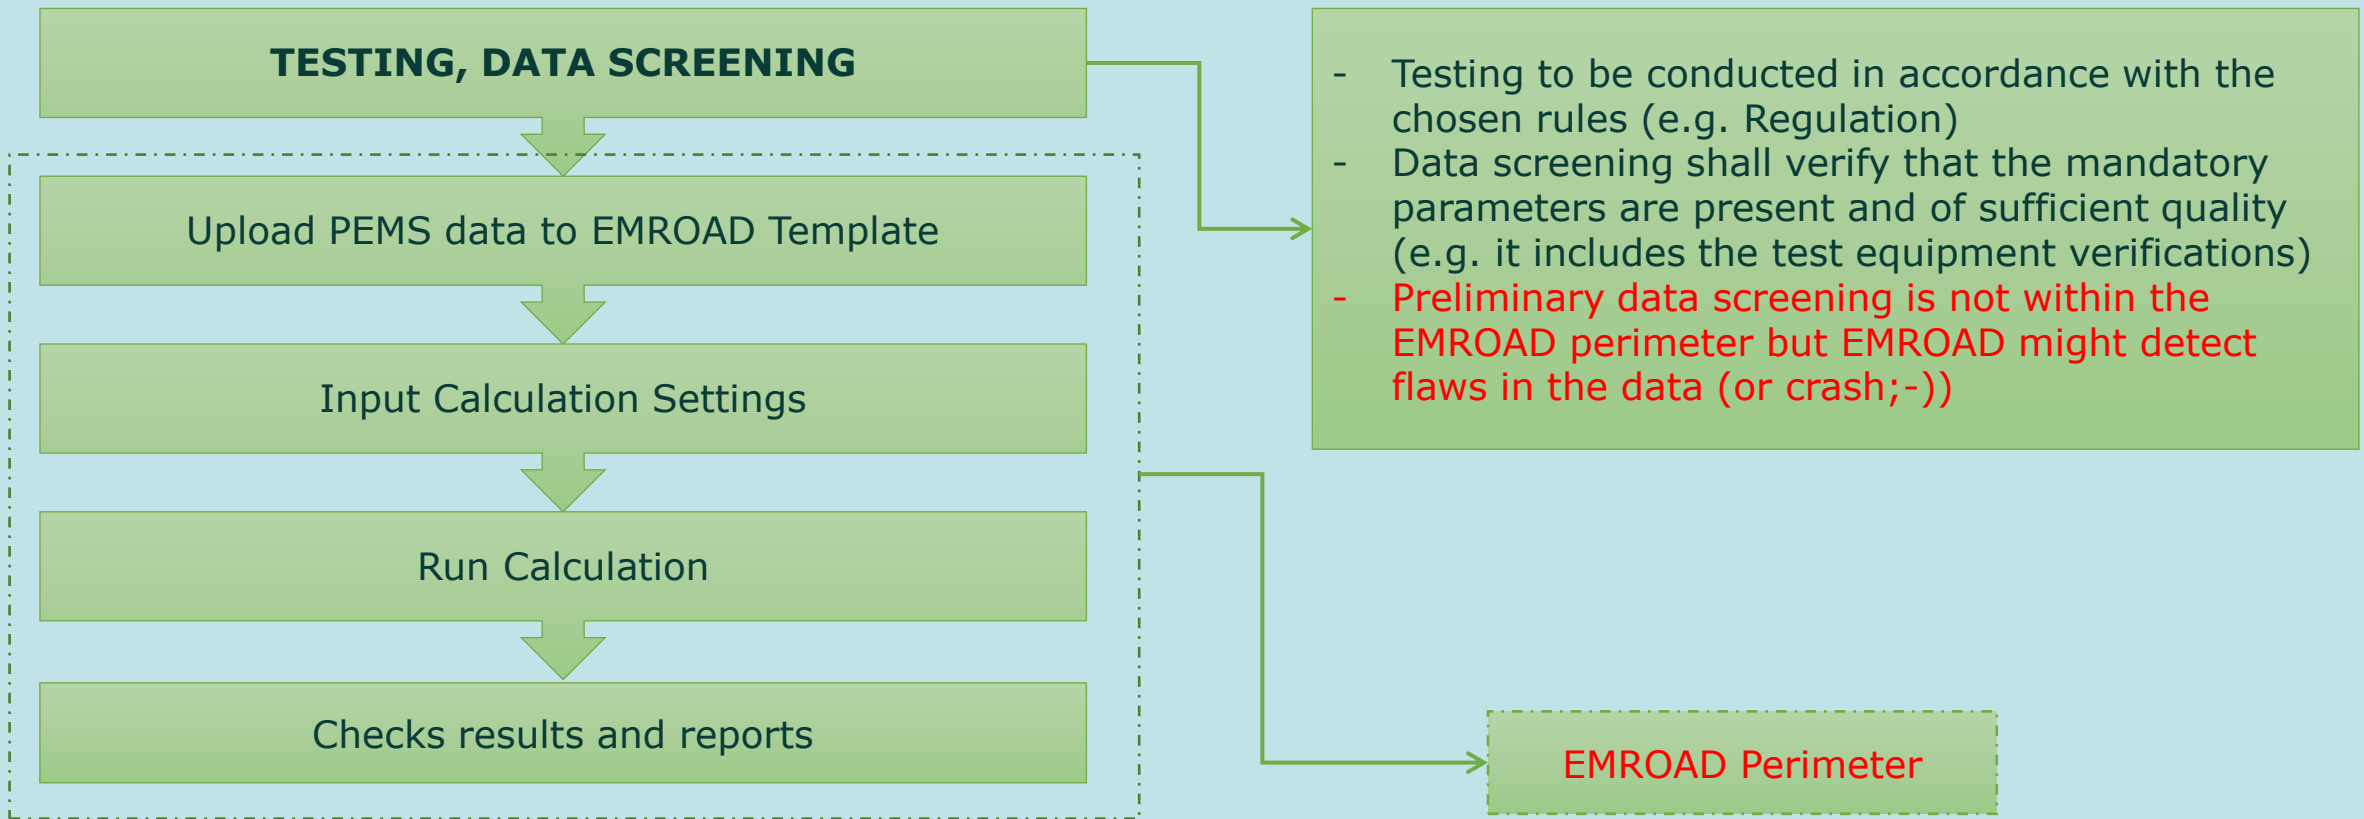 TESTING, DATA SCREENING
Upload PEMS data to EMROAD Template
Input Calculation Settings
Run Calculation
Checks results and reports
- Testing to be conducted in accordance with the
chosen rules (e.g. Regulation)
- Data screening shall verify that the mandatory
parameters are present and of sufficient quality
(e.g. it includes the test equipment verifications)
- Preliminary data screening is not within the
EMROAD perimeter but EMROAD might detect
flaws in the data (or crash;-))
EMROAD Perimeter